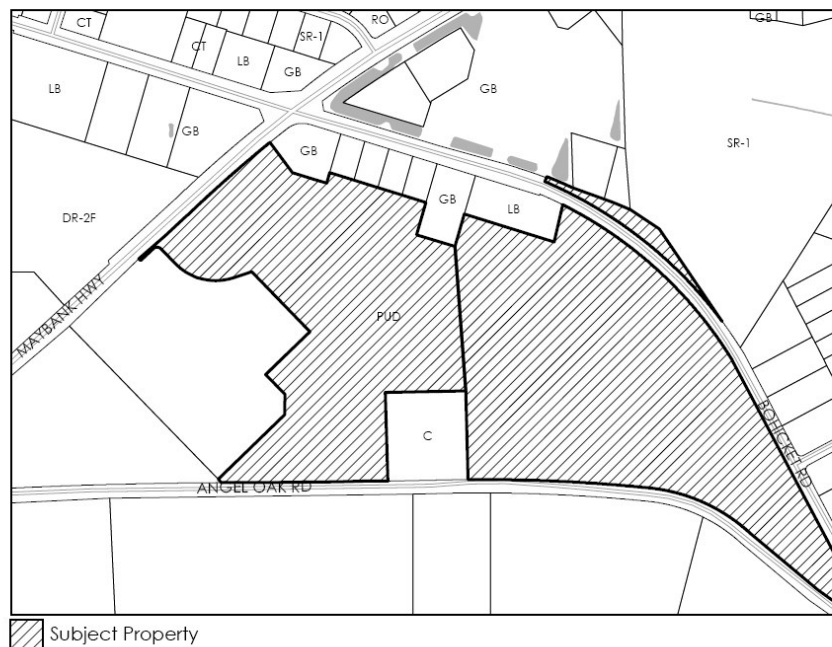 CT
RO
GB
CT
SR-1
LB
GB
LB
GB
GB
SR-1
GB
DR-2F
GB
LB
MAYBANK HWY
PUD
BOHICKET RD
C
ANGEL OAK RD
Subject Property